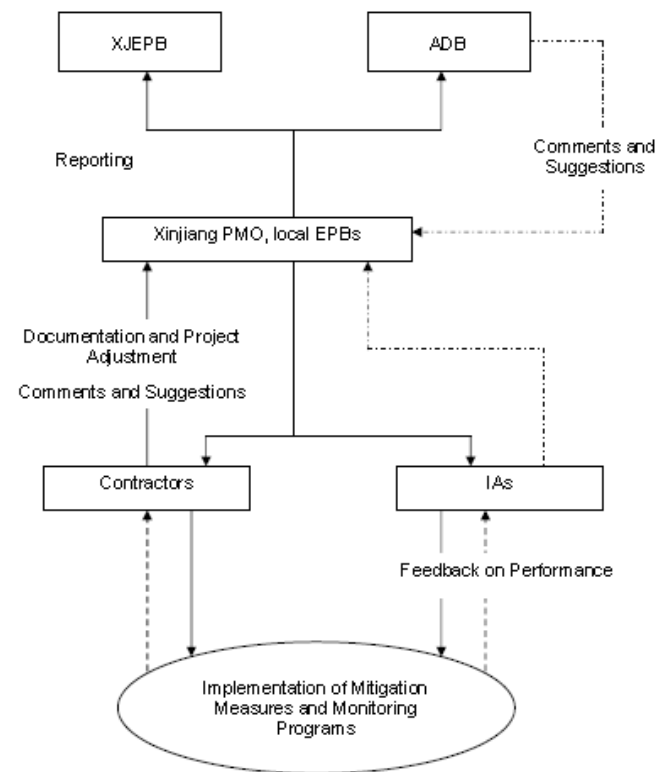 XJEPB
ADB
Reporting
Comments and
Suggestions
Xinjiang PMO, local EPBs
Documentation and Project
Adjustment
Comments and Suggestions
Contractors
IAs
Feedback on Performance
Implementation of Mitigation
Measures and Monitoring
Programs